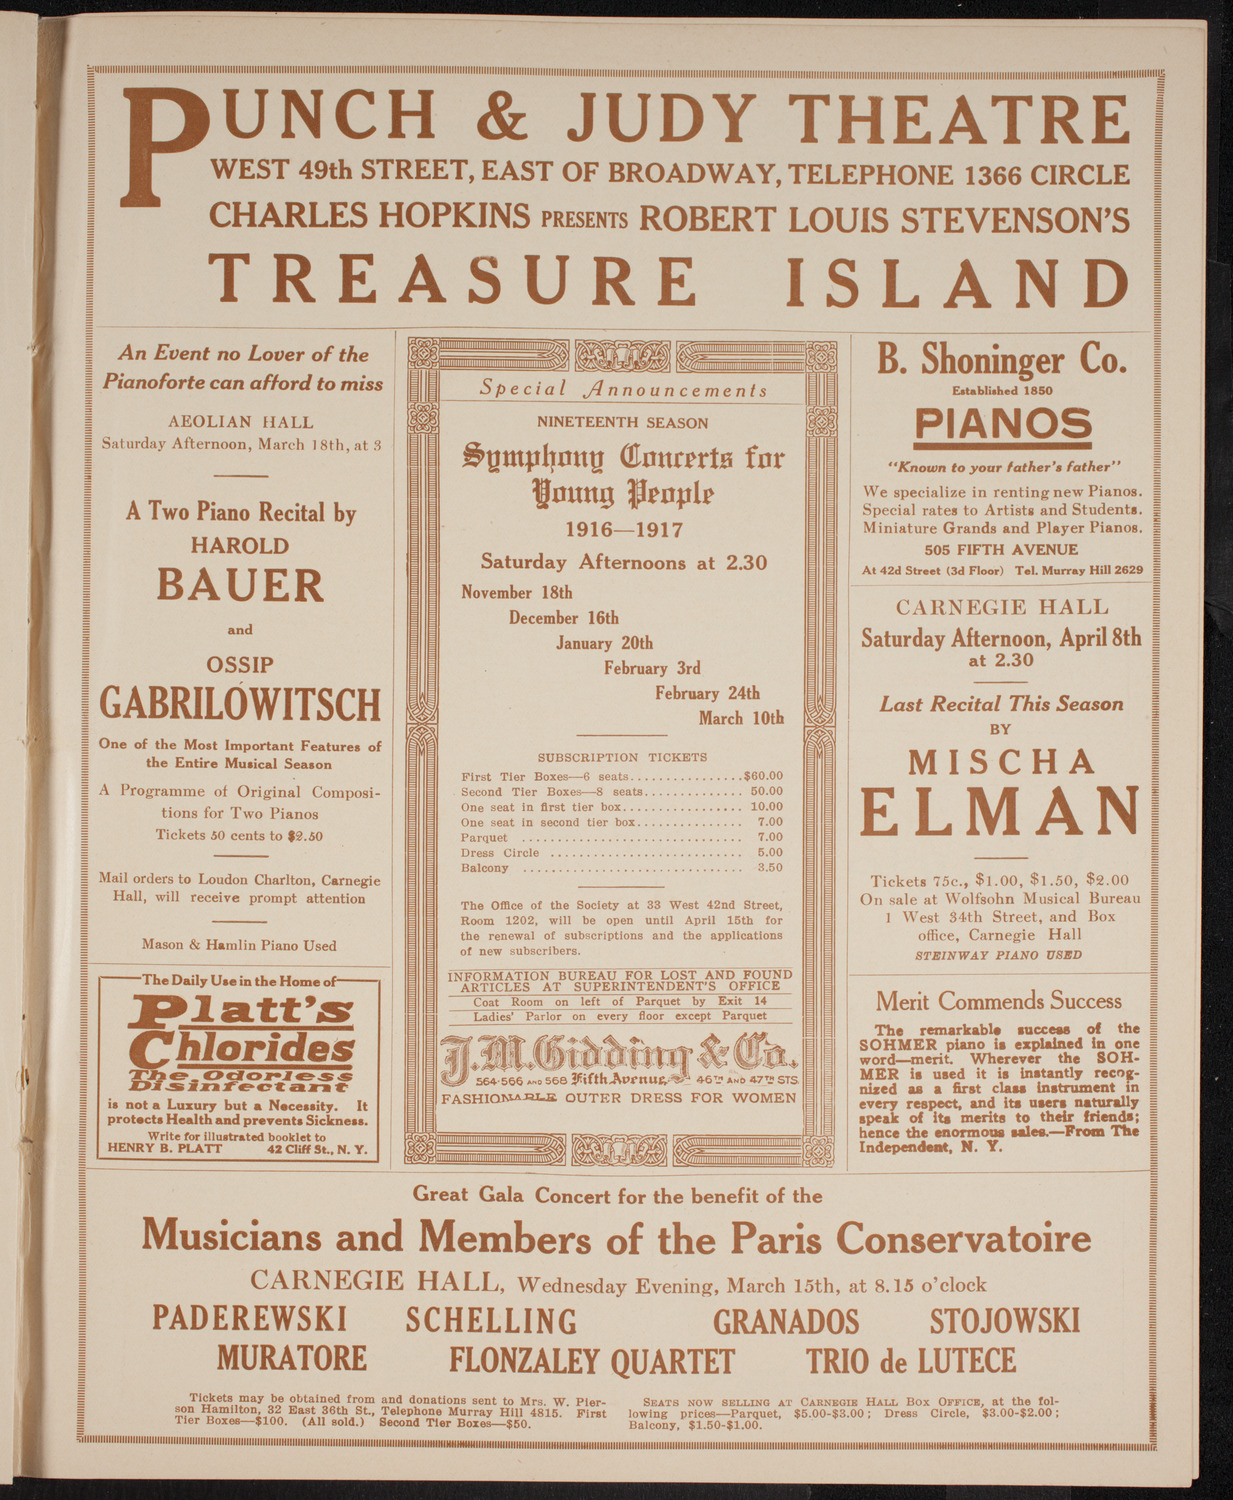 PUNCH & JUDY THEATRE
WEST 49th STREET, EAST OF BROADWAY, TELEPHONE 1366 CIRCLE
CHARLES HOPKINS PRESENTS ROBERT LOUIS STEVENSON'S
TREASURE ISLAND
An Event no Lover of the
Pianoforte can afford to miss
AEOLIAN HALL
Saturday Afternoon, March 18th, at 3
A Two Piano Recital by
HAROLD
BAUER
and
OSSIP
GABRILÓWITSCH
One of the Most Important Features of
the Entire Musical Season
A Programme of Original Composi-
tions for Two Pianos
Tickets 50 cents to $2.50
Mail orders to Loudon Charlton, Carnegie
Hall, will receive prompt attention
Mason & Hamlin Piano Used
The Daily Use in the Home of
Platt's
Chlorides
The Odorless
Disinfectant
is not a Luxury but a Necessity. It
protects Health and prevents Sickness.
Write for illustrated booklet to
HENRY B. PLATT 42 Cliff St., N. Y.
Special Announcements
NINETEENTH SEASON
Symphony Concerts for
Young People
1916—1917
Saturday Afternoons at 2.30
November 18th
December 16th
January 20th
February 3rd
February 24th
March 10th
SUBSCRIPTION TICKETS
First Tier Boxes—6 seats................$60.00
Second Tier Boxes—8 seats.............. 50.00
One seat in first tier box................. 10.00
One seat in second tier box............... 7.00
Parquet ............................... 7.00
Dress Circle ........................... 5.00
Balcony ............................... 3.50
The Office of the Society at 33 West 42nd Street,
Room 1202, will be open until April 15th for
the renewal of subscriptions and the applications
of new subscribers.
INFORMATION BUREAU FOR LOST AND FOUND
ARTICLES AT SUPERINTENDENT'S OFFICE
Coat Room on left of Parquet by Exit 14
Ladies' Parlor on every floor except Parquet
J.M. Gidding & Co.
564-566 AND 568 Fifth Avenue, 46TH AND 47TH STS.
FASHIONABLE OUTER DRESS FOR WOMEN
B. Shoninger Co.
Established 1850
PIANOS
"Known to your father's father"
We specialize in renting new Pianos.
Special rates to Artists and Students.
Miniature Grands and Player Pianos.
505 FIFTH AVENUE
At 42d Street (3d Floor) Tel. Murray Hill 2629
CARNEGIE HALL
Saturday Afternoon, April 8th
at 2.30
Last Recital This Season
BY
MISCHA
ELMAN
Tickets 75c., $1.00, $1.50, $2.00
On sale at Wolfsohn Musical Bureau
1 West 34th Street, and Box
office, Carnegie Hall
STEINWAY PIANO USED
Merit Commends Success
The remarkable success of the
SOHMER piano is explained in one
word—merit. Wherever the SOH-
MER is used it is instantly recog-
nized as a first class instrument in
every respect, and its users naturally
speak of its merits to their friends;
hence the enormous sales.—From The
Independent, N. Y.
Great Gala Concert for the benefit of the
Musicians and Members of the Paris Conservatoire
CARNEGIE HALL, Wednesday Evening, March 15th, at 8.15 o'clock
PADEREWSKI SCHELLING GRANADOS STOJOWSKI
MURATORE FLONZALEY QUARTET TRIO de LUTECE
Tickets may be obtained from and donations sent to Mrs. W. Pier-
son Hamilton, 32 East 36th St., Telephone Murray Hill 4815. First
Tier Boxes—$100. (All sold.) Second Tier Boxes—$50.
SEATS NOW SELLING AT CARNEGIE HALL BOX OFFICE, at the fol-
lowing prices—Parquet, $5.00-$3.00; Dress Circle, $3.00-$2.00;
Balcony, $1.50-$1.00.